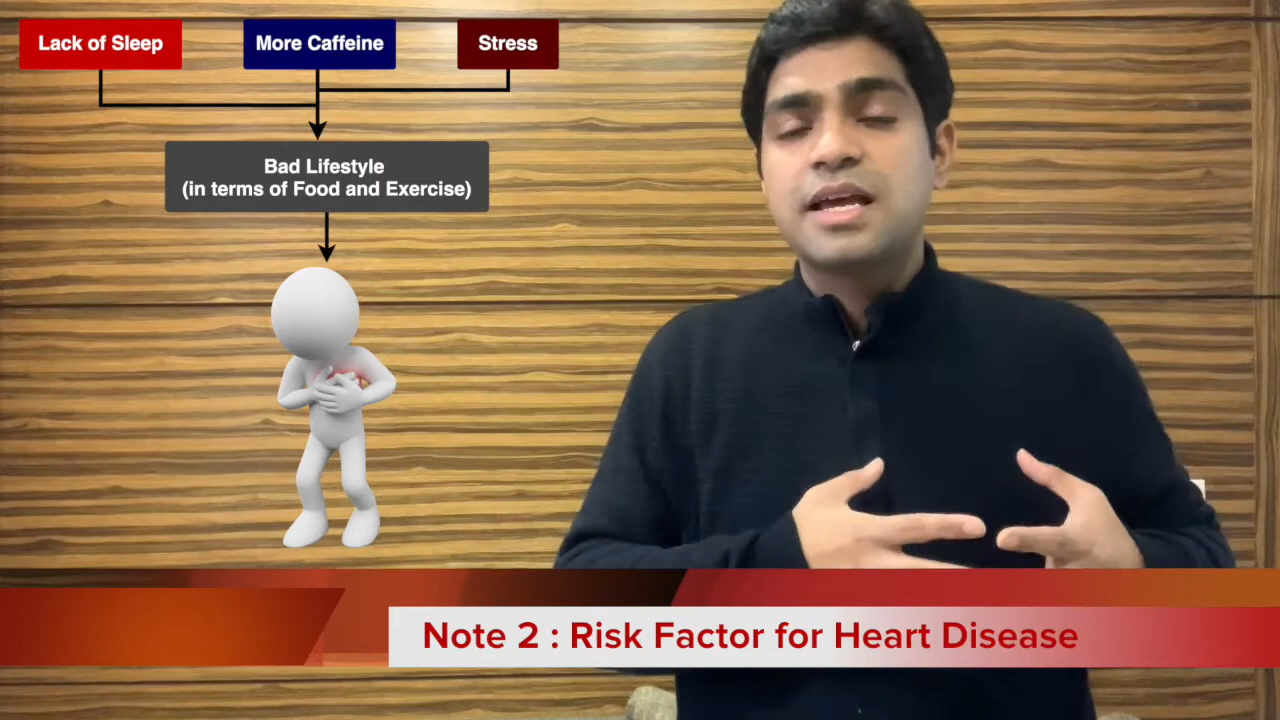 Lack of Sleep
More Caffeine
Stress
Bad Lifestyle
(in terms of Food and Exercise)
Note 2 : Risk Factor for Heart Disease